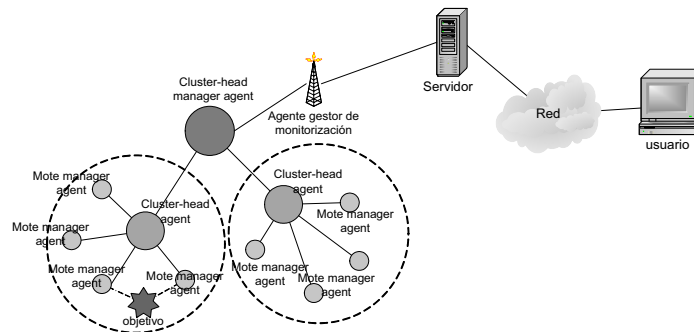 Cluster-head
manager agent
Agente gestor de
monitorización
Servidor
Red
usuario
Mote manager
agent
Cluster-head
agent
Mote manager
agent
Mote manager
agent
Mote manager
agent
objetivo
Cluster-head
agent
Mote manager
agent
Mote manager
agent
Mote manager
agent